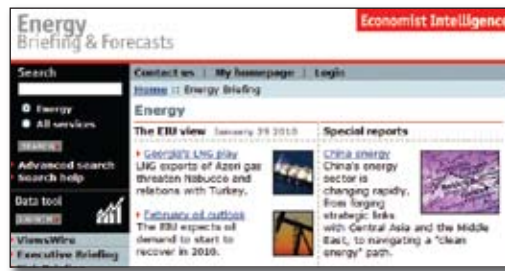 Energy
Briefing & Forecasts
Economist Intelligence
Search
Energy
All services
SEARCH
Advanced search
Search help
Data tool
SEARCH
ViewsWire
Executive Briefing
Contact us | My homepage | Login
Home :: Energy Briefing
Energy
The EIU view January 29 2010
Georgia's LNG play
LNG exports of Azeri gas
threaten Nabucco and
relations with Turkey.
February oil outlook
The EIU expects oil
demand to start to
recover in 2010.
Special reports
China energy
China's energy
sector is
changing rapidly,
from forging
strategic links
with Central Asia and the Middle
East, to navigating a "clean
energy" path.